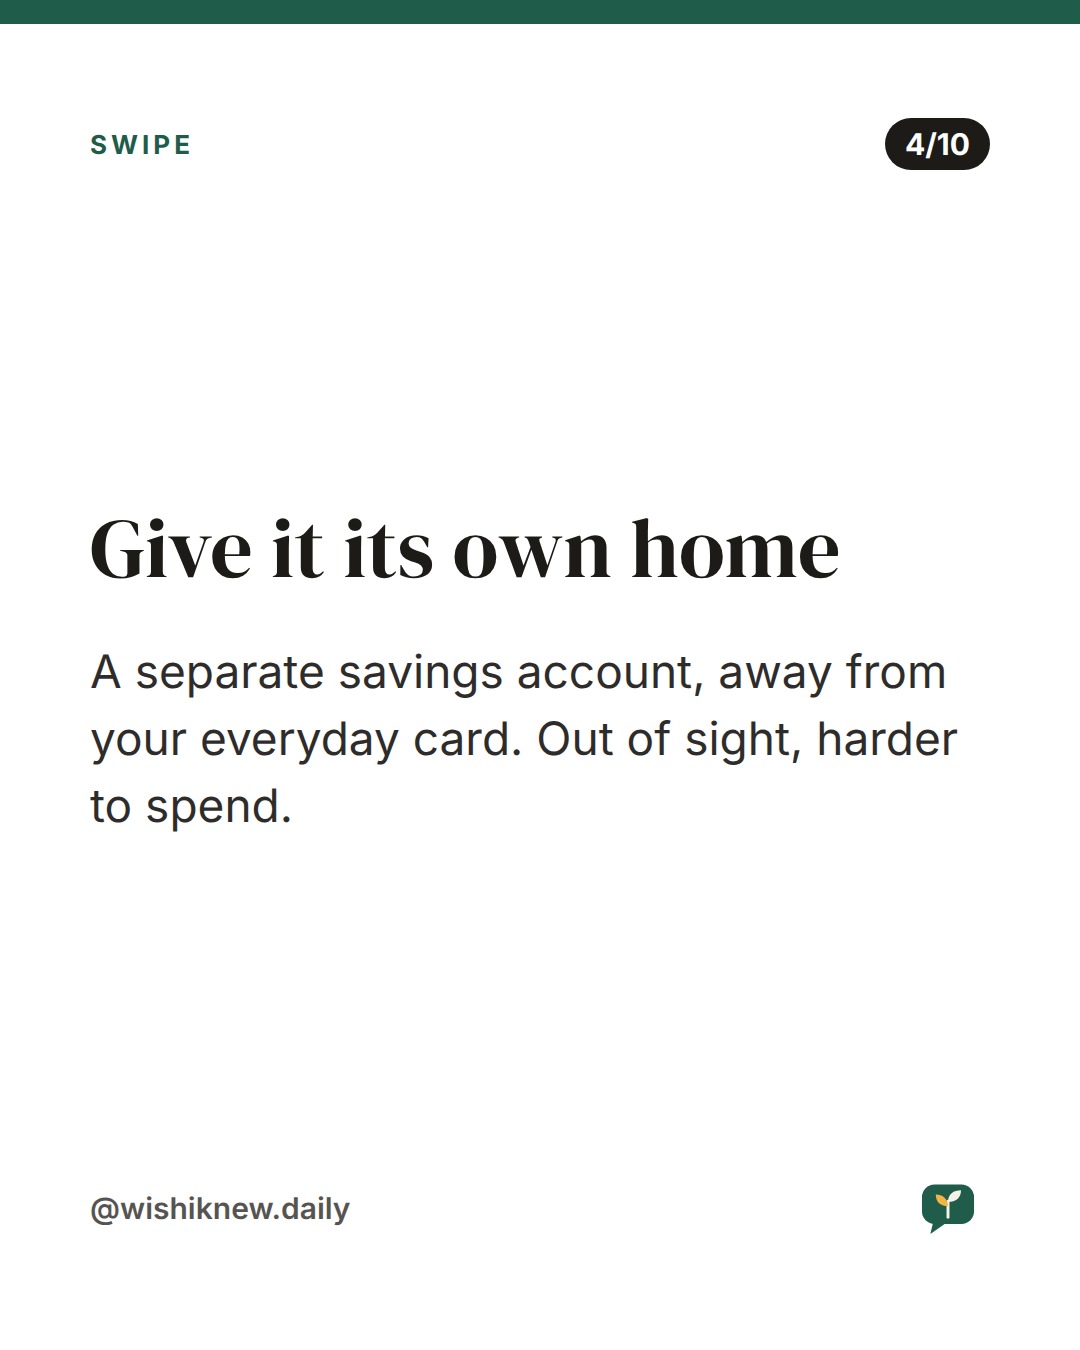 SWIPE
4/10
Give it its own home
A separate savings account, away from
your everyday card. Out of sight, harder
to spend.
@wishiknew.daily